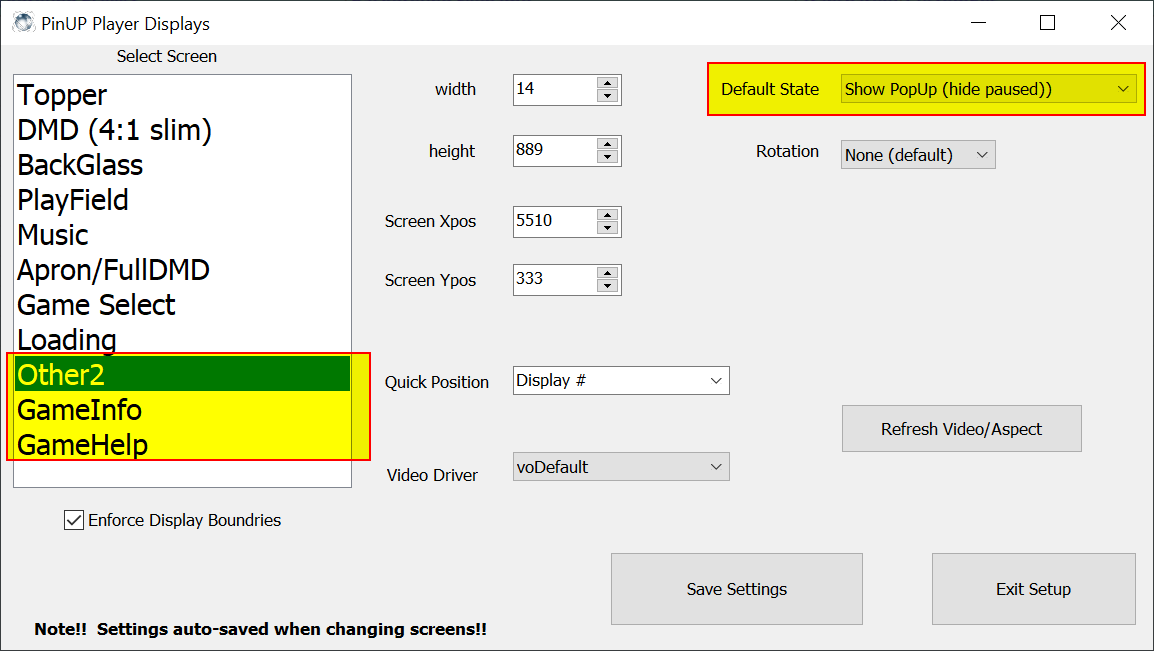 PinUP Player Displays
Select Screen
Topper
DMD (4:1 slim)
BackGlass
PlayField
Music
Apron/FullDMD
Game Select
Loading
Other2
GameInfo
GameHelp
Enforce Display Boundries
width 14
height 889
Screen Xpos 5510
Screen Ypos 333
Quick Position Display #
Video Driver voDefault
Default State Show PopUp (hide paused))
Rotation None (default)
Refresh Video/Aspect
Save Settings
Exit Setup
Note!! Settings auto-saved when changing screens!!